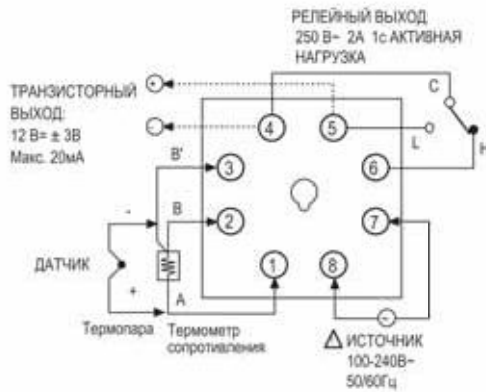 РЕЛЕЙНЫЙ ВЫХОД
250 В~ 2А 1с АКТИВНАЯ
НАГРУЗКА
ТРАНЗИСТОРНЫЙ
ВЫХОД:
12 В= ± 3В
Макс. 20мА
+
-
C
L
H
4
5
3
6
2
7
1
8
B'
B
A
-
ДАТЧИК
+
Термопара
Термометр
сопротивления
~
ИСТОЧНИК
100-240В~
50/60Гц